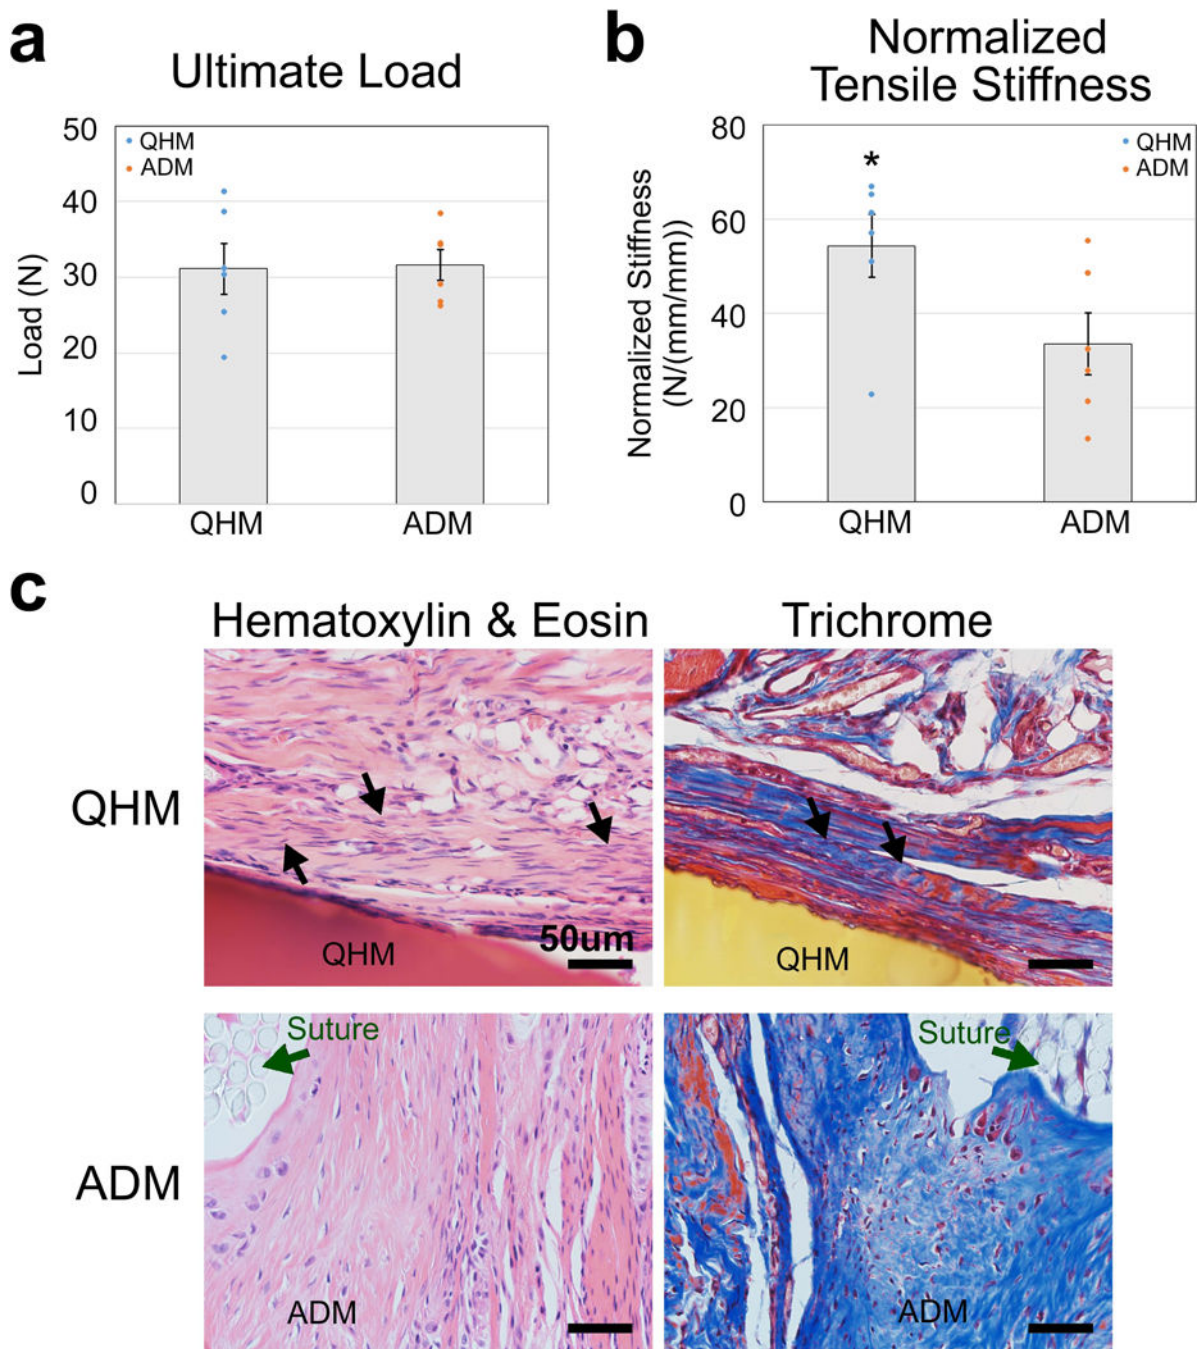 a
Ultimate Load
50
40
30
20
10
0
Load (N)
QHM
ADM
QHM
ADM
b
Normalized
Tensile Stiffness
80
60
40
20
0
Normalized Stiffness
(N/(mm/mm))
*
QHM
ADM
QHM
ADM
c
Hematoxylin & Eosin
Trichrome
QHM
QHM
50um
QHM
ADM
Suture
ADM
Suture
ADM